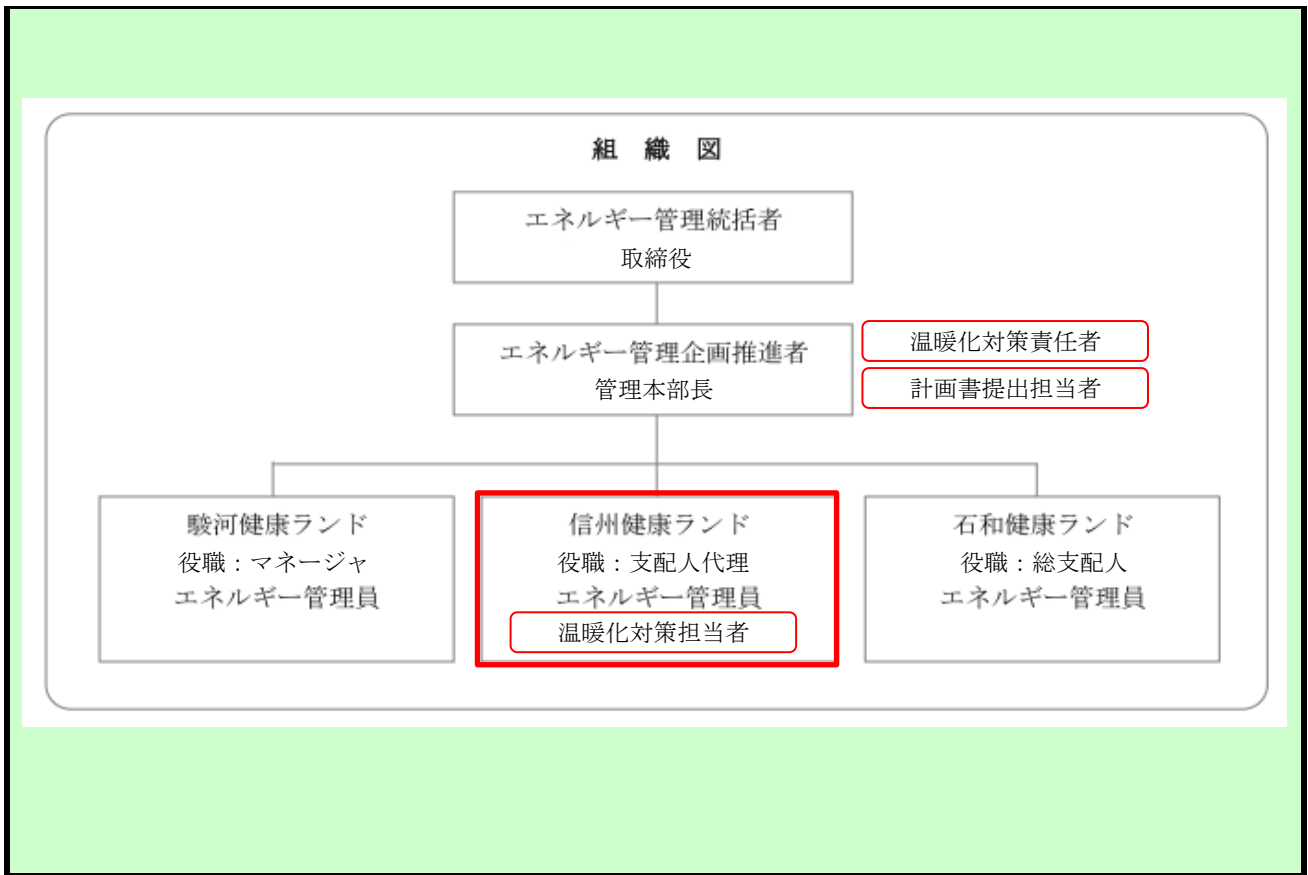 組 織 図
エネルギー管理統括者
取締役
エネルギー管理企画推進者
管理本部長
温暖化対策責任者
計画書提出担当者
駿河健康ランド
役職：マネージャ
エネルギー管理員
信州健康ランド
役職：支配人代理
エネルギー管理員
温暖化対策担当者
石和健康ランド
役職：総支配人
エネルギー管理員